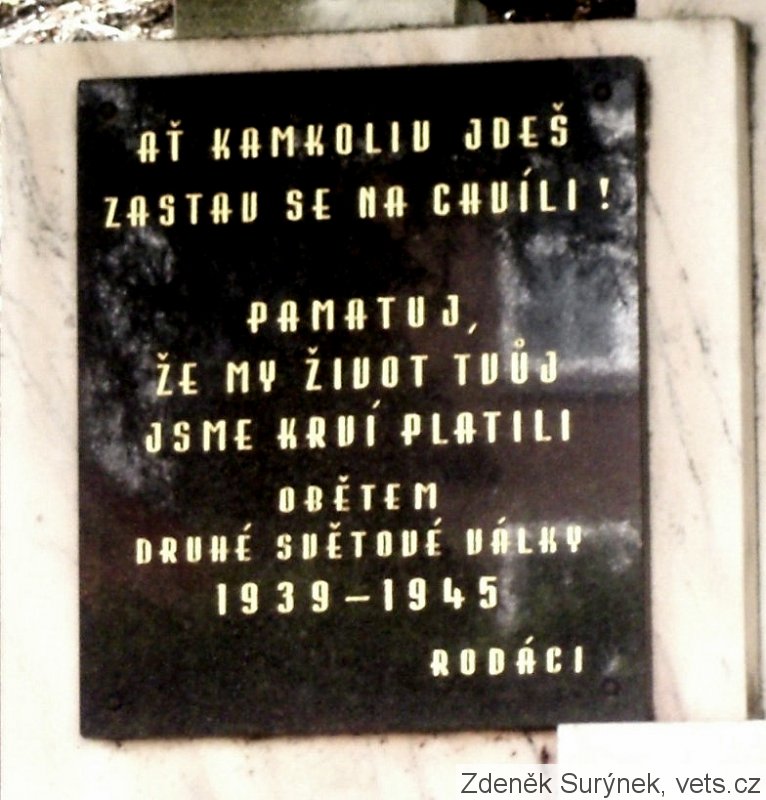 AŤ KAMKOLIV JDEŠ
ZASTAV SE NA CHVÍLI!
PAMATUJ,
ŽE MY ŽIVOT TVŮJ
JSME KRVÍ PLATILI
OBĚTEM
DRUHÉ SVĚTOVÉ VÁLKY
1939–1945
RODÁCI
Zdeněk Surýnek, vets.cz